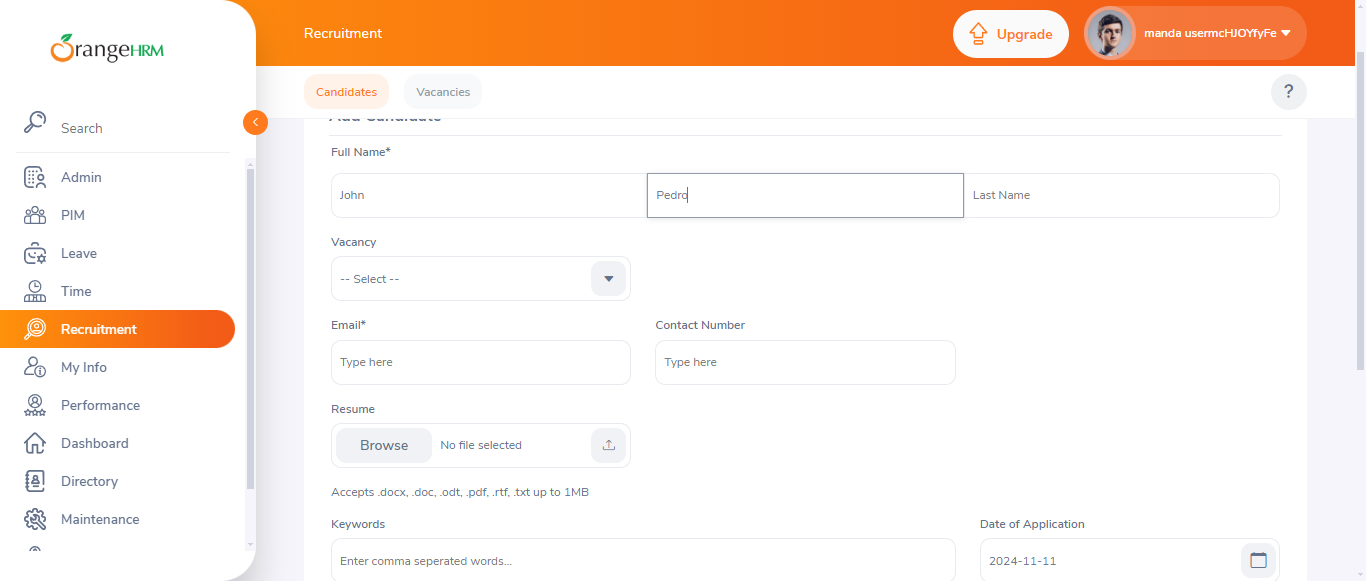 OrangeHRM
Search
Admin
PIM
Leave
Time
Recruitment
My Info
Performance
Dashboard
Directory
Maintenance
Recruitment
Upgrade
manda usermcHJOYfyFe
Candidates
Vacancies
?
Add Candidate
Full Name*
John
Pedro
Last Name
Vacancy
-- Select --
Email*
Contact Number
Type here
Type here
Resume
Browse
No file selected
Accepts .docx, .doc, .odt, .pdf, .rtf, .txt up to 1MB
Keywords
Date of Application
Enter comma seperated words...
2024-11-11